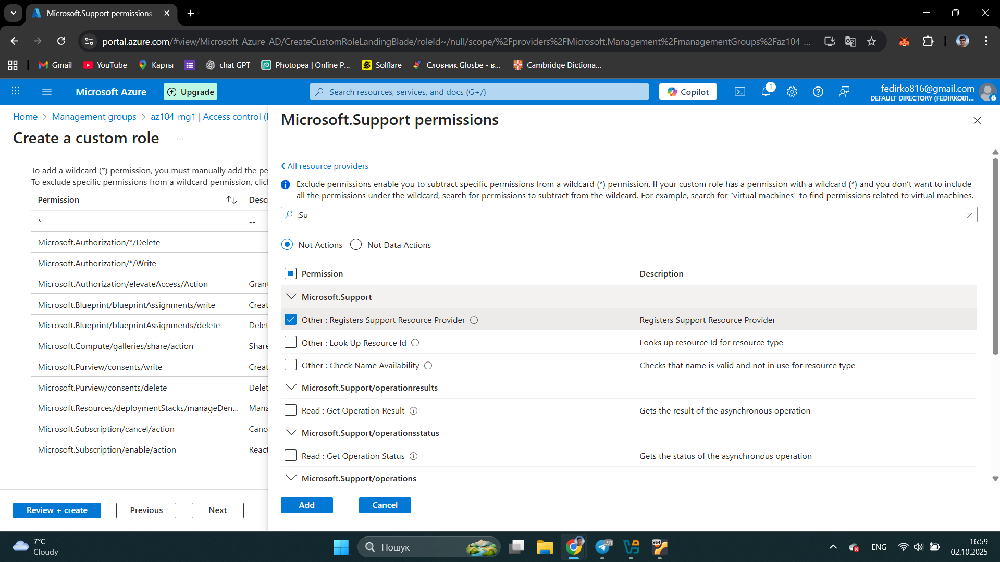 Microsoft.Support permissions
portal.azure.com/#view/Microsoft_Azure_AD/CreateCustomRoleLandingBlade/roleId~/null/scope/%2Fproviders%2FMicrosoft.Management%2FmanagementGroups%2Faz104-...
Gmail
YouTube
Карты
chat GPT
Photopea | Online P...
Solflare
Словник Glosbe - в...
Cambridge Dictiona...
Microsoft Azure
Upgrade
Search resources, services, and docs (G+/)
Copilot
1
fedirko816@gmail.com
DEFAULT DIRECTORY (FEDIRKO81...
Home > Management groups > az104-mg1 | Access control (I
Create a custom role
...
To add a wildcard (*) permission, you must manually add the pe
To exclude specific permissions from a wildcard permission, clic
Permission
Desc
*
--
Microsoft.Authorization/*/Delete
--
Microsoft.Authorization/*/Write
--
Microsoft.Authorization/elevateAccess/Action
Grant
Microsoft.Blueprint/blueprintAssignments/write
Creat
Microsoft.Blueprint/blueprintAssignments/delete
Delet
Microsoft.Compute/galleries/share/action
Share
Microsoft.Purview/consents/write
Creat
Microsoft.Purview/consents/delete
Delet
Microsoft.Resources/deploymentStacks/manageDen...
Mana
Microsoft.Subscription/cancel/action
Canc
Microsoft.Subscription/enable/action
React
Review + create
Previous
Next
Microsoft.Support permissions
All resource providers
Exclude permissions enable you to subtract specific permissions from a wildcard (*) permission. If your custom role has a permission with a wildcard (*) and you don't want to include
all the permissions under the wildcard, search for permissions to subtract from the wildcard. For example, search for "virtual machines" to find permissions related to virtual machines.
.Su
Not Actions
Not Data Actions
Permission
Description
Microsoft.Support
Other : Registers Support Resource Provider
Registers Support Resource Provider
Other : Look Up Resource Id
Looks up resource Id for resource type
Other : Check Name Availability
Checks that name is valid and not in use for resource type
Microsoft.Support/operationresults
Read : Get Operation Result
Gets the result of the asynchronous operation
Microsoft.Support/operationsstatus
Read : Get Operation Status
Gets the status of the asynchronous operation
Microsoft.Support/operations
Add
Cancel
7°C
Cloudy
Пошук
91
x64
ENG
16:59
02.10.2025